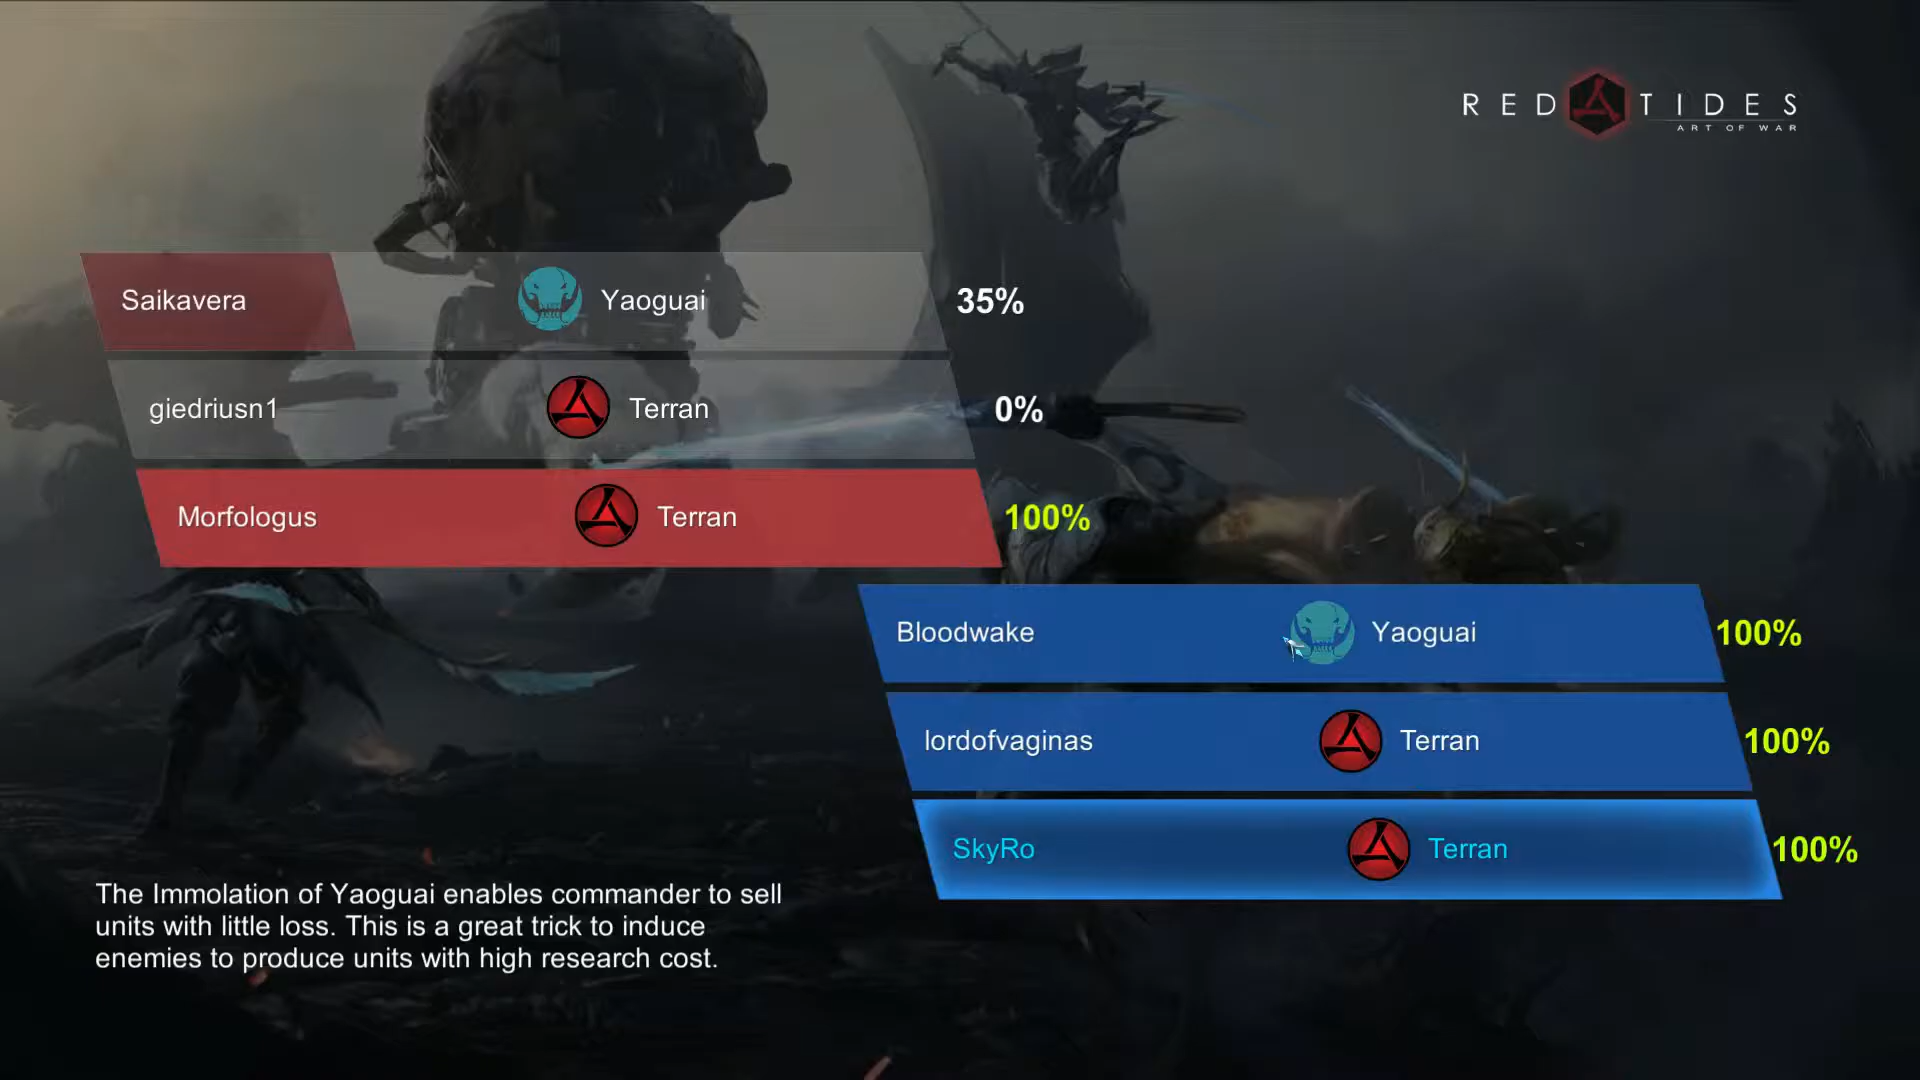 RED TIDES
ART OF WAR
Saikavera Yaoguai 35%
giedriusn1 Terran 0%
Morfologus Terran 100%
Bloodwake Yaoguai 100%
lordofvaginas Terran 100%
SkyRo Terran 100%
The Immolation of Yaoguai enables commander to sell
units with little loss. This is a great trick to induce
enemies to produce units with high research cost.